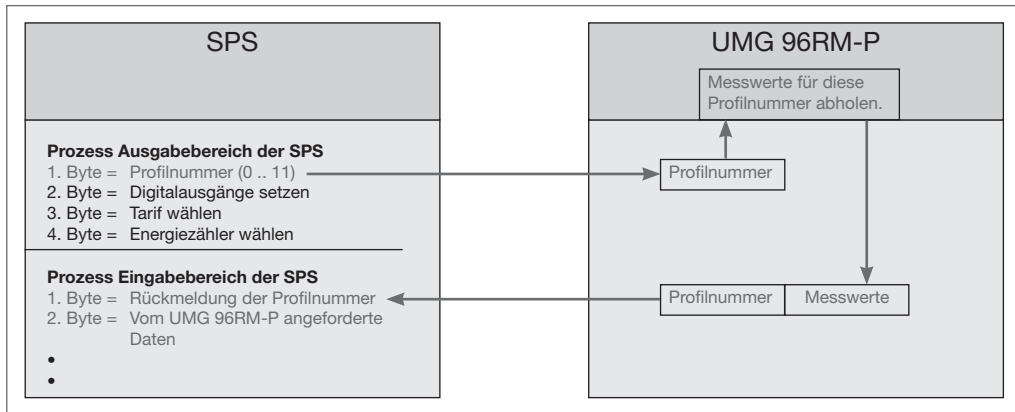 SPS
Prozess Ausgabebereich der SPS
1. Byte = Profilnummer (0 .. 11)
2. Byte = Digitalausgänge setzen
3. Byte = Tarif wählen
4. Byte = Energiezähler wählen
Prozess Eingabebereich der SPS
1. Byte = Rückmeldung der Profilnummer
2. Byte = Vom UMG 96RM-P angeforderte
Daten
•
•
UMG 96RM-P
Messwerte für diese
Profilnummer abholen.
Profilnummer
Profilnummer Messwerte